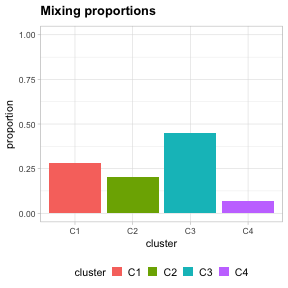 Mixing proportions
1.00
0.75
0.50
0.25
0.00
proportion
C1 C2 C3 C4
cluster
cluster C1 C2 C3 C4